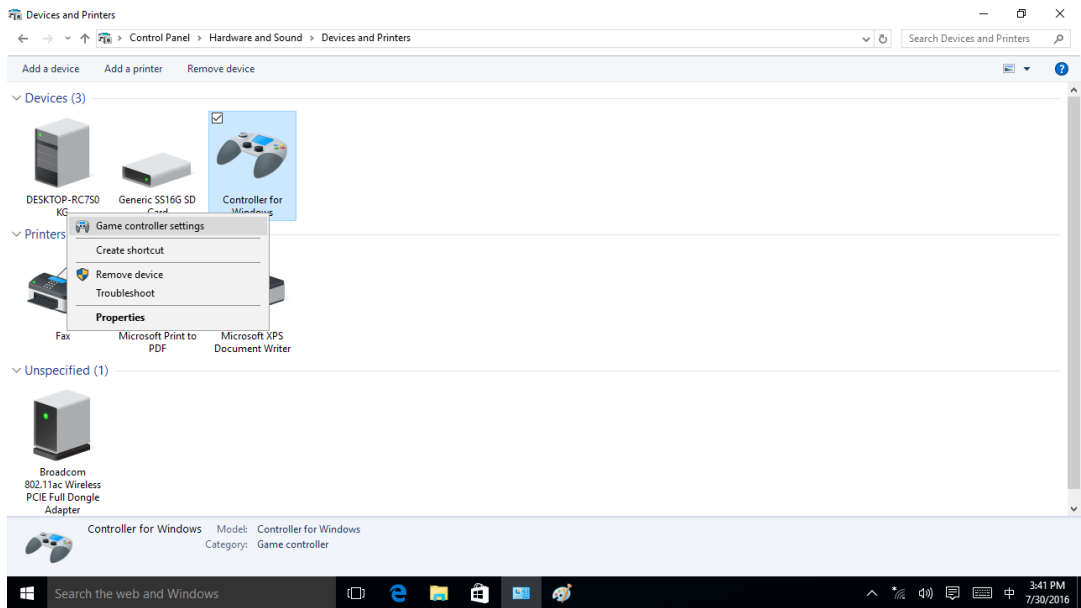 Devices and Printers
Control Panel > Hardware and Sound > Devices and Printers
Search Devices and Printers
Add a device Add a printer Remove device
Devices (3)
DESKTOP-RC7S0
KG
Generic SS16G SD
Card
Controller for
Windows
Game controller settings
Create shortcut
Remove device
Troubleshoot
Properties
Printers
Fax
Microsoft Print to
PDF
Microsoft XPS
Document Writer
Unspecified (1)
Broadcom
802.11ac Wireless
PCIE Full Dongle
Adapter
Controller for Windows Model: Controller for Windows
Category: Game controller
Search the web and Windows
中
3:41 PM
7/30/2016